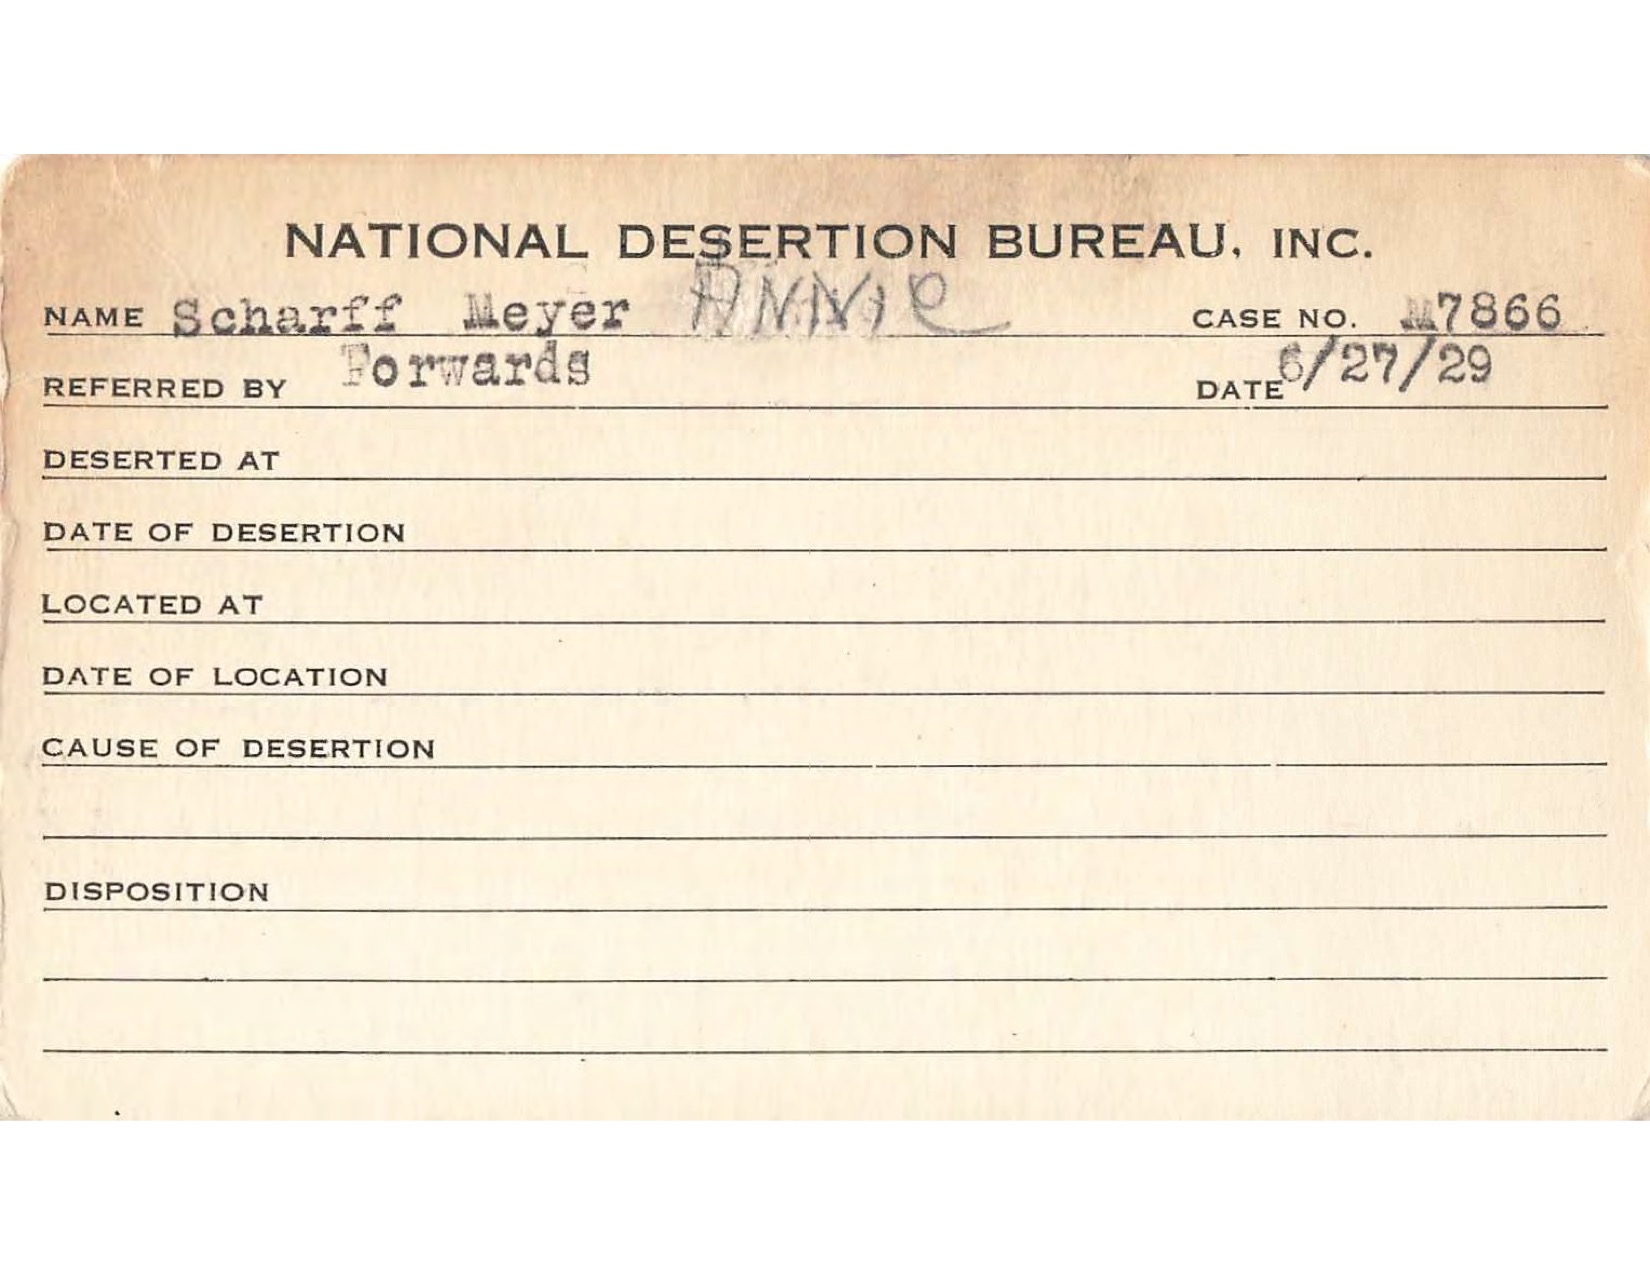 NATIONAL DESERTION BUREAU, INC.
NAME Scharff Meyer ANNIE CASE NO. M7866
REFERRED BY Forwards DATE 6/27/29
DESERTED AT
DATE OF DESERTION
LOCATED AT
DATE OF LOCATION
CAUSE OF DESERTION
DISPOSITION